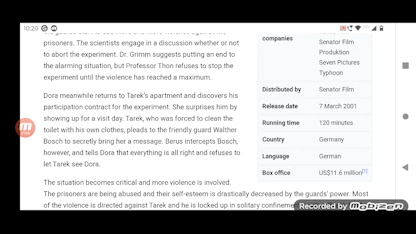 10:20
prisoners. The scientists engage in a discussion whether or not
to abort the experiment. Dr. Grimm suggests putting an end to
the alarming situation, but Professor Thon refuses to stop the
experiment until the violence has reached a maximum.
Dora meanwhile returns to Tarek's apartment and discovers his
participation contract for the experiment. She surprises him by
showing up for a visit day. Tarek, who was forced to clean the
toilet with his own clothes, pleads to the friendly guard Walther
Bosch to secretly bring her a message. Berus intercepts Bosch,
however, and tells Dora that everything is all right and refuses to
let Tarek see Dora.
The situation becomes critical and more violence is involved.
The prisoners are being abused and their self-esteem is drastically decreased by the guards' power. Most
of the violence is directed against Tarek and he is locked up in solitary confinement
companies
Senator Film
Produktion
Seven Pictures
Typhoon
Distributed by Senator Film
Release date 7 March 2001
Running time 120 minutes
Country Germany
Language German
Box office US$11.6 million[1]
Recorded by Mobizen